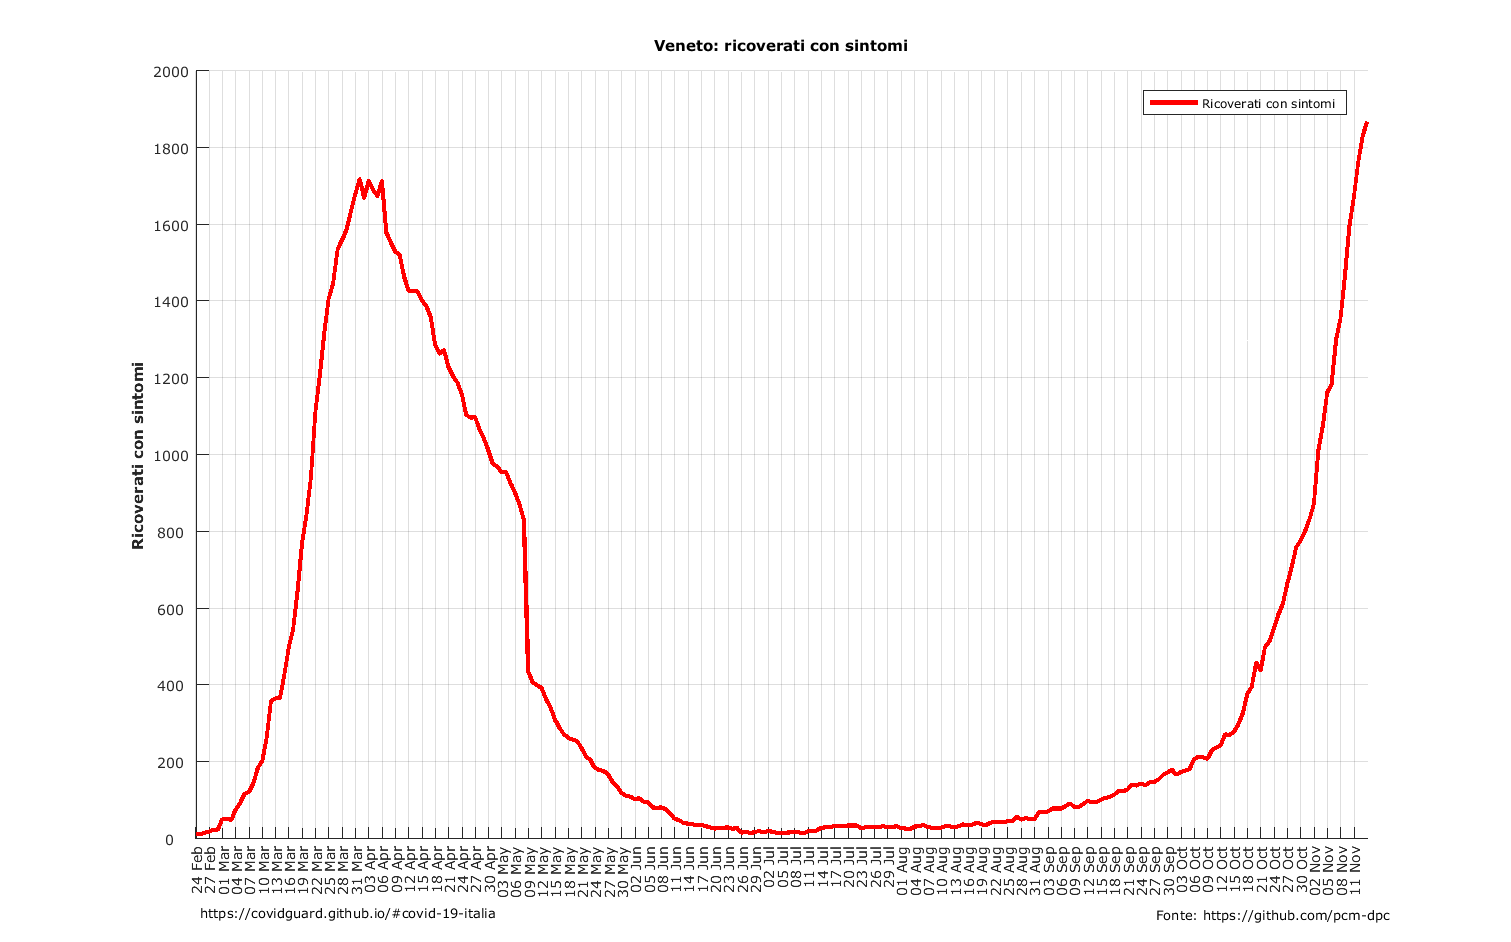 Veneto: ricoverati con sintomi
Ricoverati con sintomi
Ricoverati con sintomi
2000
1800
1600
1400
1200
1000
800
600
400
200
0
24 Feb
27 Feb
01 Mar
04 Mar
07 Mar
10 Mar
13 Mar
16 Mar
19 Mar
22 Mar
25 Mar
28 Mar
31 Mar
03 Apr
06 Apr
09 Apr
12 Apr
15 Apr
18 Apr
21 Apr
24 Apr
27 Apr
30 Apr
03 May
06 May
09 May
12 May
15 May
18 May
21 May
24 May
27 May
30 May
02 Jun
05 Jun
08 Jun
11 Jun
14 Jun
17 Jun
20 Jun
23 Jun
26 Jun
29 Jun
02 Jul
05 Jul
08 Jul
11 Jul
14 Jul
17 Jul
20 Jul
23 Jul
26 Jul
29 Jul
01 Aug
04 Aug
07 Aug
10 Aug
13 Aug
16 Aug
19 Aug
22 Aug
25 Aug
28 Aug
31 Aug
03 Sep
06 Sep
09 Sep
12 Sep
15 Sep
18 Sep
21 Sep
24 Sep
27 Sep
30 Sep
03 Oct
06 Oct
09 Oct
12 Oct
15 Oct
18 Oct
21 Oct
24 Oct
27 Oct
30 Oct
02 Nov
05 Nov
08 Nov
11 Nov
https://covidguard.github.io/#covid-19-italia
Fonte: https://github.com/pcm-dpc